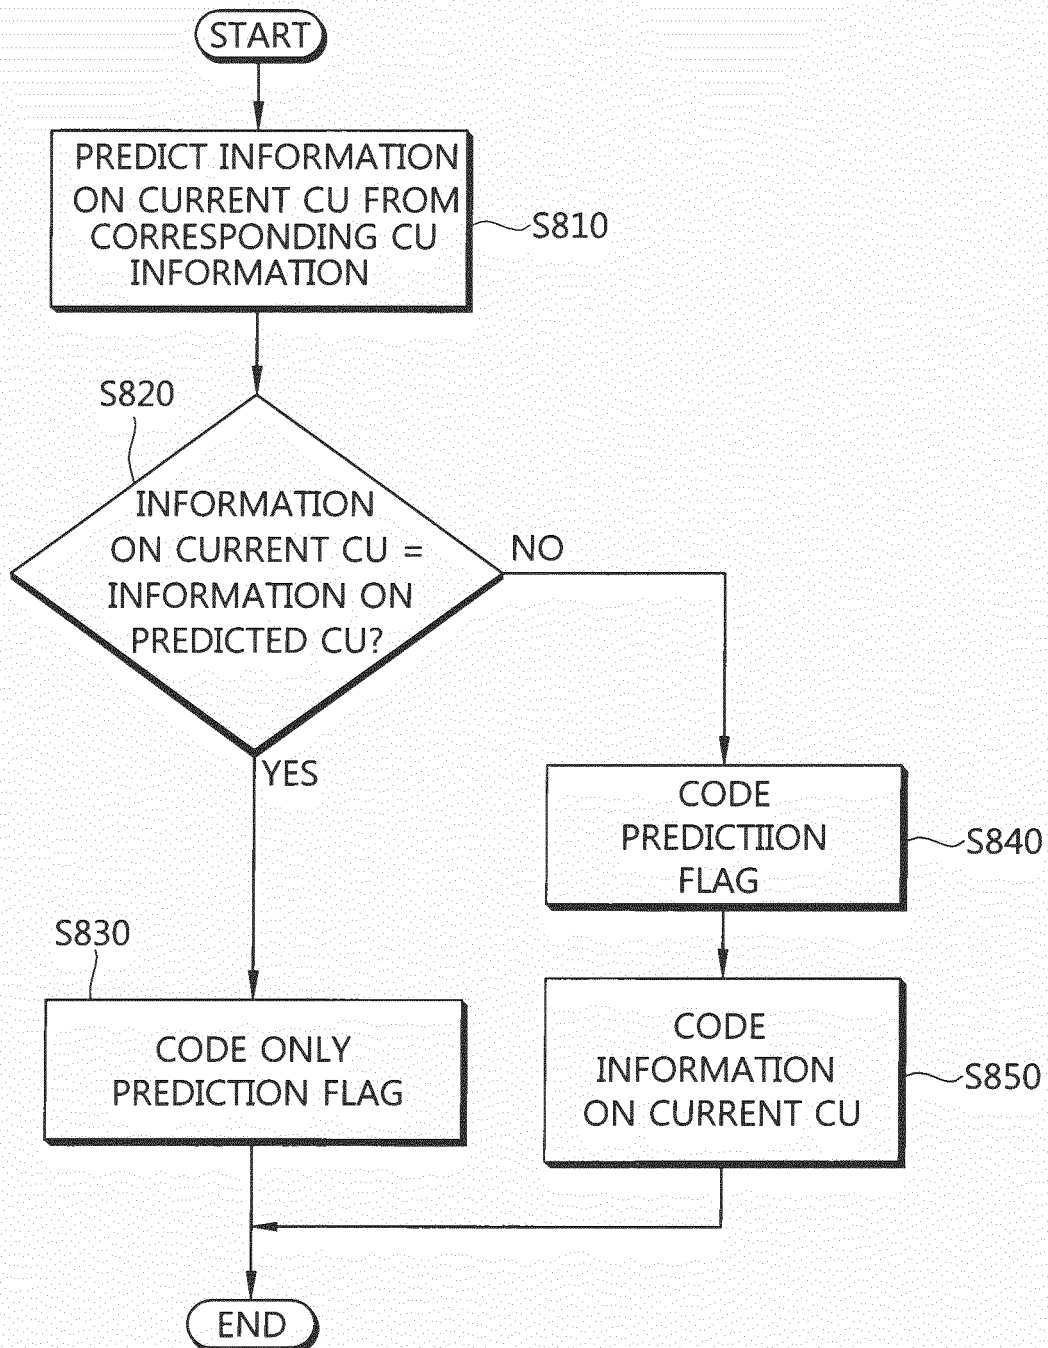 START
PREDICT INFORMATION
ON CURRENT CU FROM
CORRESPONDING CU
INFORMATION
S810
S820
INFORMATION
ON CURRENT CU =
INFORMATION ON
PREDICTED CU?
NO
YES
CODE
PREDICTIION
FLAG
S840
S830
CODE ONLY
PREDICTION FLAG
CODE
INFORMATION
ON CURRENT CU
S850
END